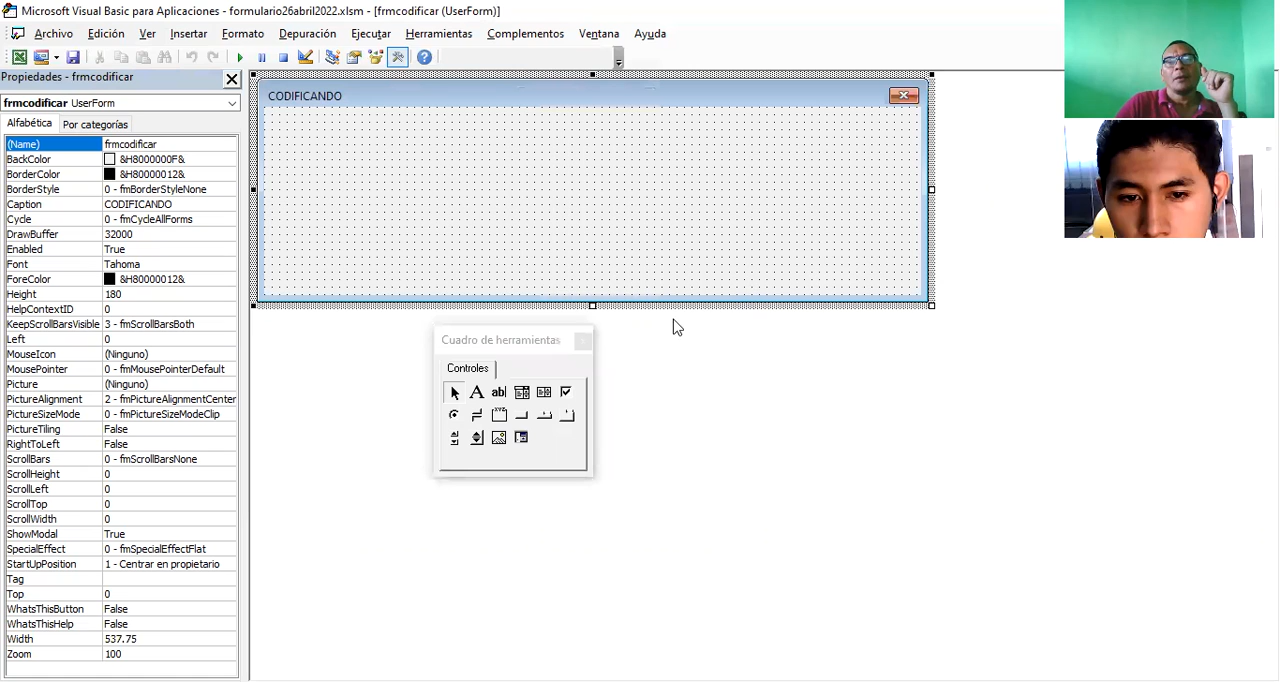 Microsoft Visual Basic para Aplicaciones - formulario26abril2022.xlsm - [frmcodificar (UserForm)]
Archivo Edición Ver Insertar Formato Depuración Ejecutar Herramientas Complementos Ventana Ayuda
Propiedades - frmcodificar
frmcodificar UserForm
Alfabética Por categorías
(Name) frmcodificar
BackColor &H8000000F&
BorderColor &H80000012&
BorderStyle 0 - fmBorderStyleNone
Caption CODIFICANDO
Cycle 0 - fmCycleAllForms
DrawBuffer 32000
Enabled True
Font Tahoma
ForeColor &H80000012&
Height 180
HelpContextID 0
KeepScrollBarsVisible 3 - fmScrollBarsBoth
Left 0
MouseIcon (Ninguno)
MousePointer 0 - fmMousePointerDefault
Picture (Ninguno)
PictureAlignment 2 - fmPictureAlignmentCenter
PictureSizeMode 0 - fmPictureSizeModeClip
PictureTiling False
RightToLeft False
ScrollBars 0 - fmScrollBarsNone
ScrollHeight 0
ScrollLeft 0
ScrollTop 0
ScrollWidth 0
ShowModal True
SpecialEffect 0 - fmSpecialEffectFlat
StartUpPosition 1 - Centrar en propietario
Tag
Top 0
WhatsThisButton False
WhatsThisHelp False
Width 537.75
Zoom 100
CODIFICANDO
Cuadro de herramientas
Controles
A ab|